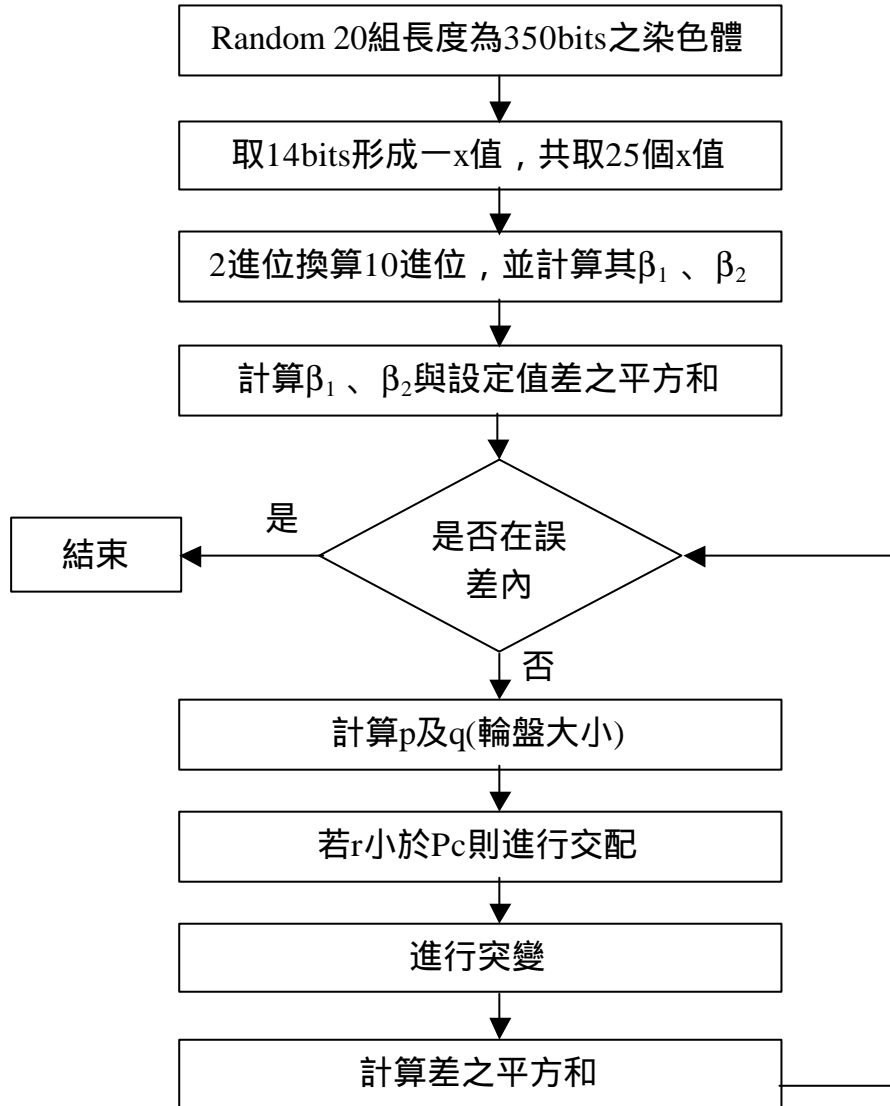 Random 20組長度為350bits之染色體
取14bits形成一x值，共取25個x值
2進位換算10進位，並計算其β₁、β₂
計算β₁、β₂與設定值差之平方和
是
結束
是否在誤
差內
否
計算p及q(輪盤大小)
若r小於Pc則進行交配
進行突變
計算差之平方和